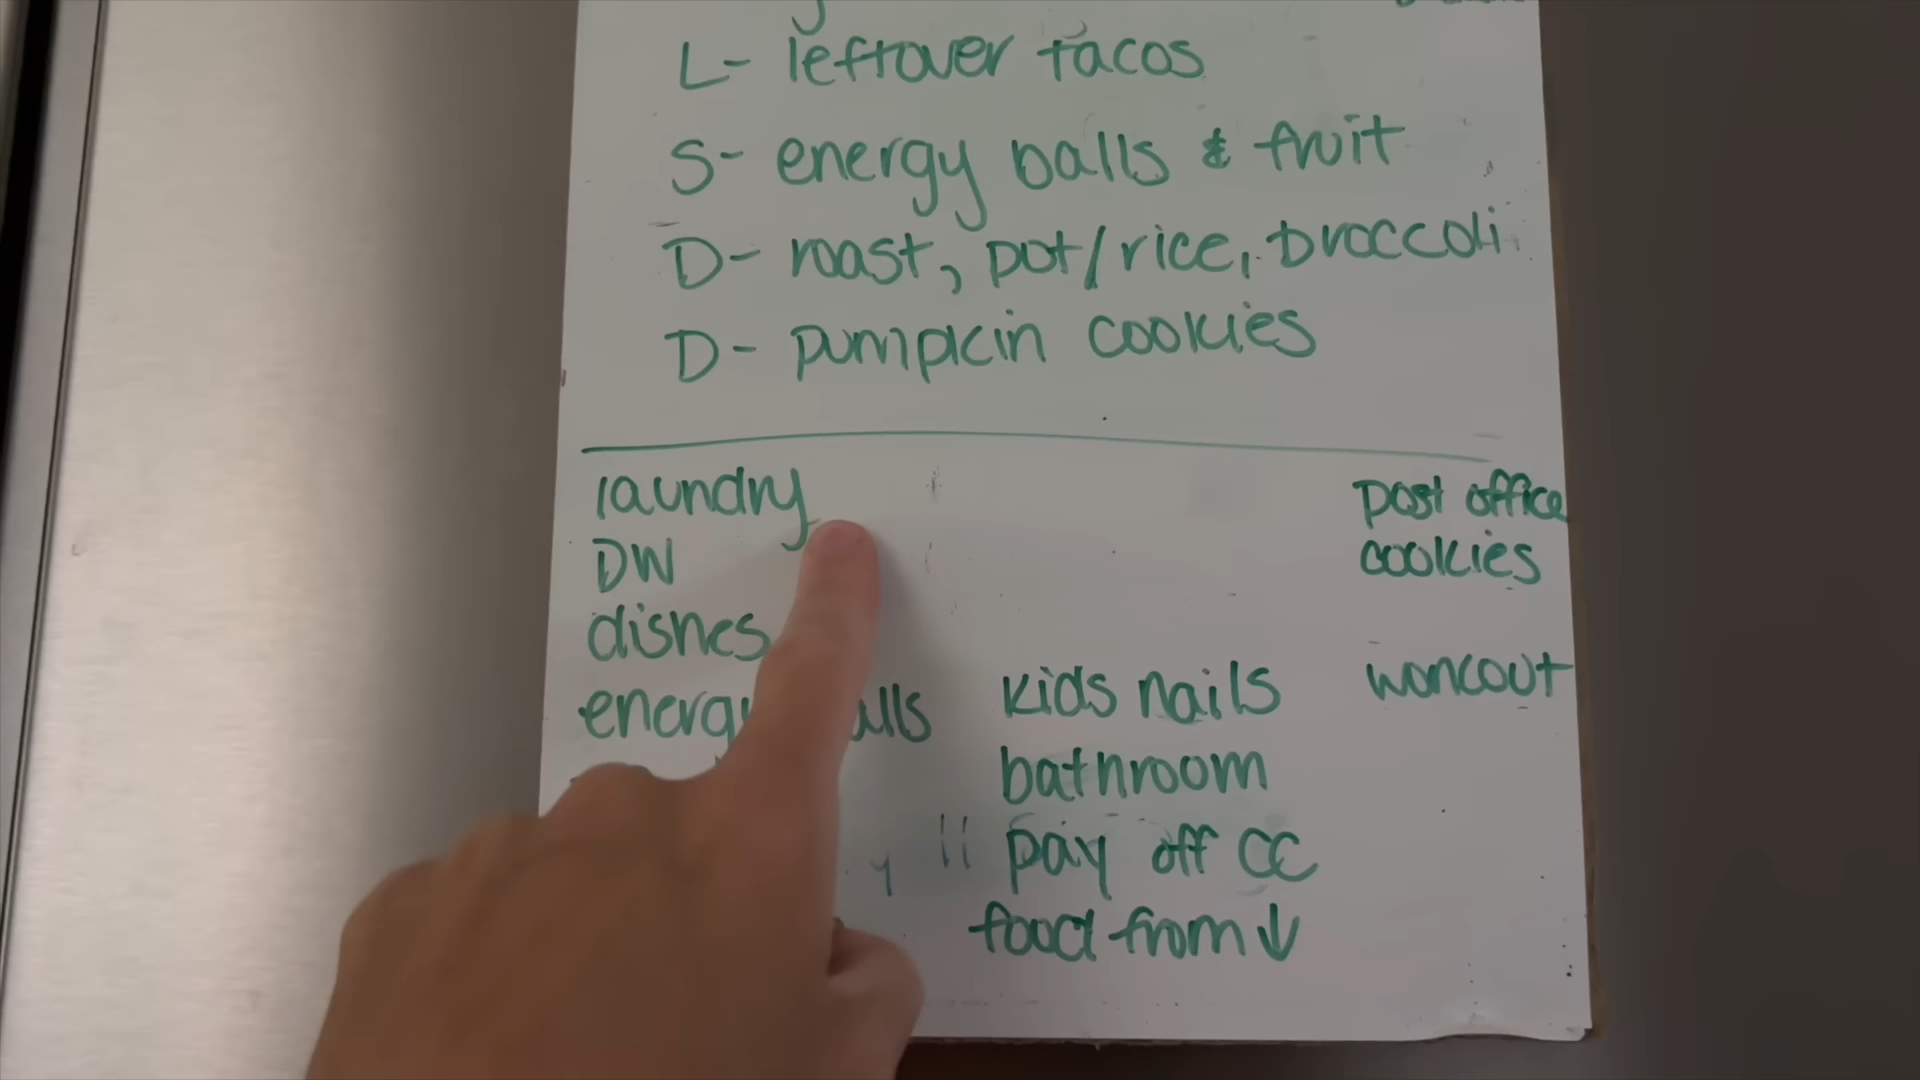 L- leftover tacos
S- energy balls & fruit
D- roast, pot/rice, broccoli
D- pumpkin cookies
laundry
DW
dishes
energy
kids nails
bathroom
pay off CC
food from ↓
post office
cookies
workout